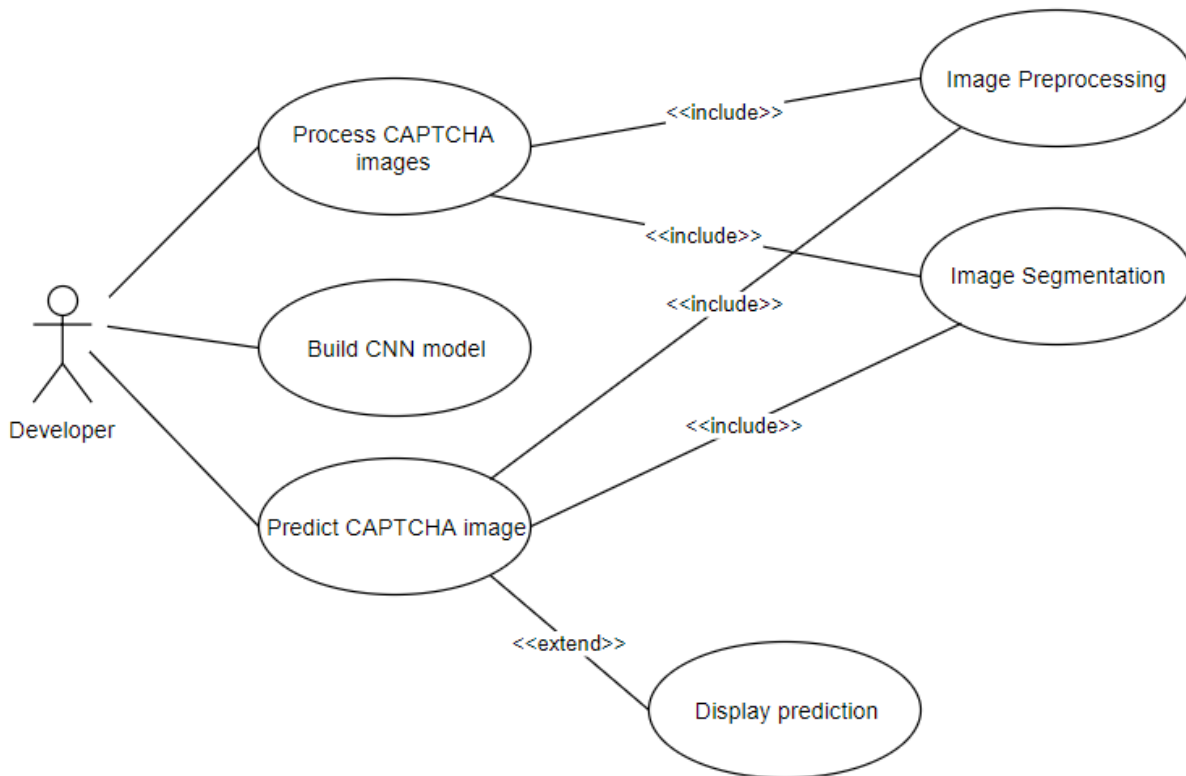 Image Preprocessing
<<include>>
Process CAPTCHA
images
<<include>>
Image Segmentation
<<include>>
Build CNN model
Developer
<<include>>
Predict CAPTCHA image
<<extend>>
Display prediction